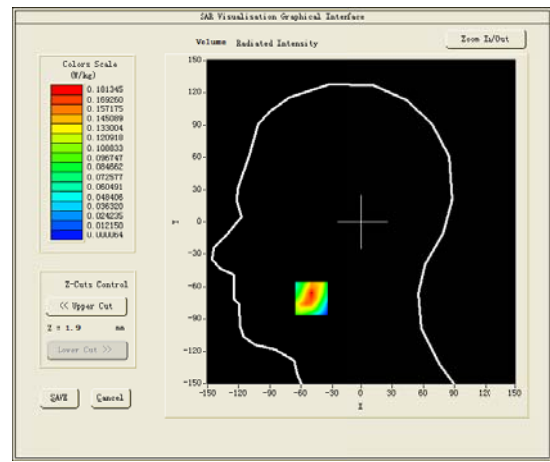 SAR Visualisation Graphical Interface
Volume Radiated Intensity
Zoom In/Out
Colors Scale
(W/kg)
0.181345
0.169260
0.157175
0.145089
0.133004
0.120918
0.108833
0.096747
0.084662
0.072577
0.060491
0.048406
0.036320
0.024235
0.012150
0.000064
150
120
90
60
30
0
-30
-60
-90
-120
-150
Y
-150 -120 -90 -60 -30 0 30 60 90 120 150
X
Z-Cuts Control
<< Upper Cut
Z = 1.9 mm
Lower Cut >>
SAVE Cancel